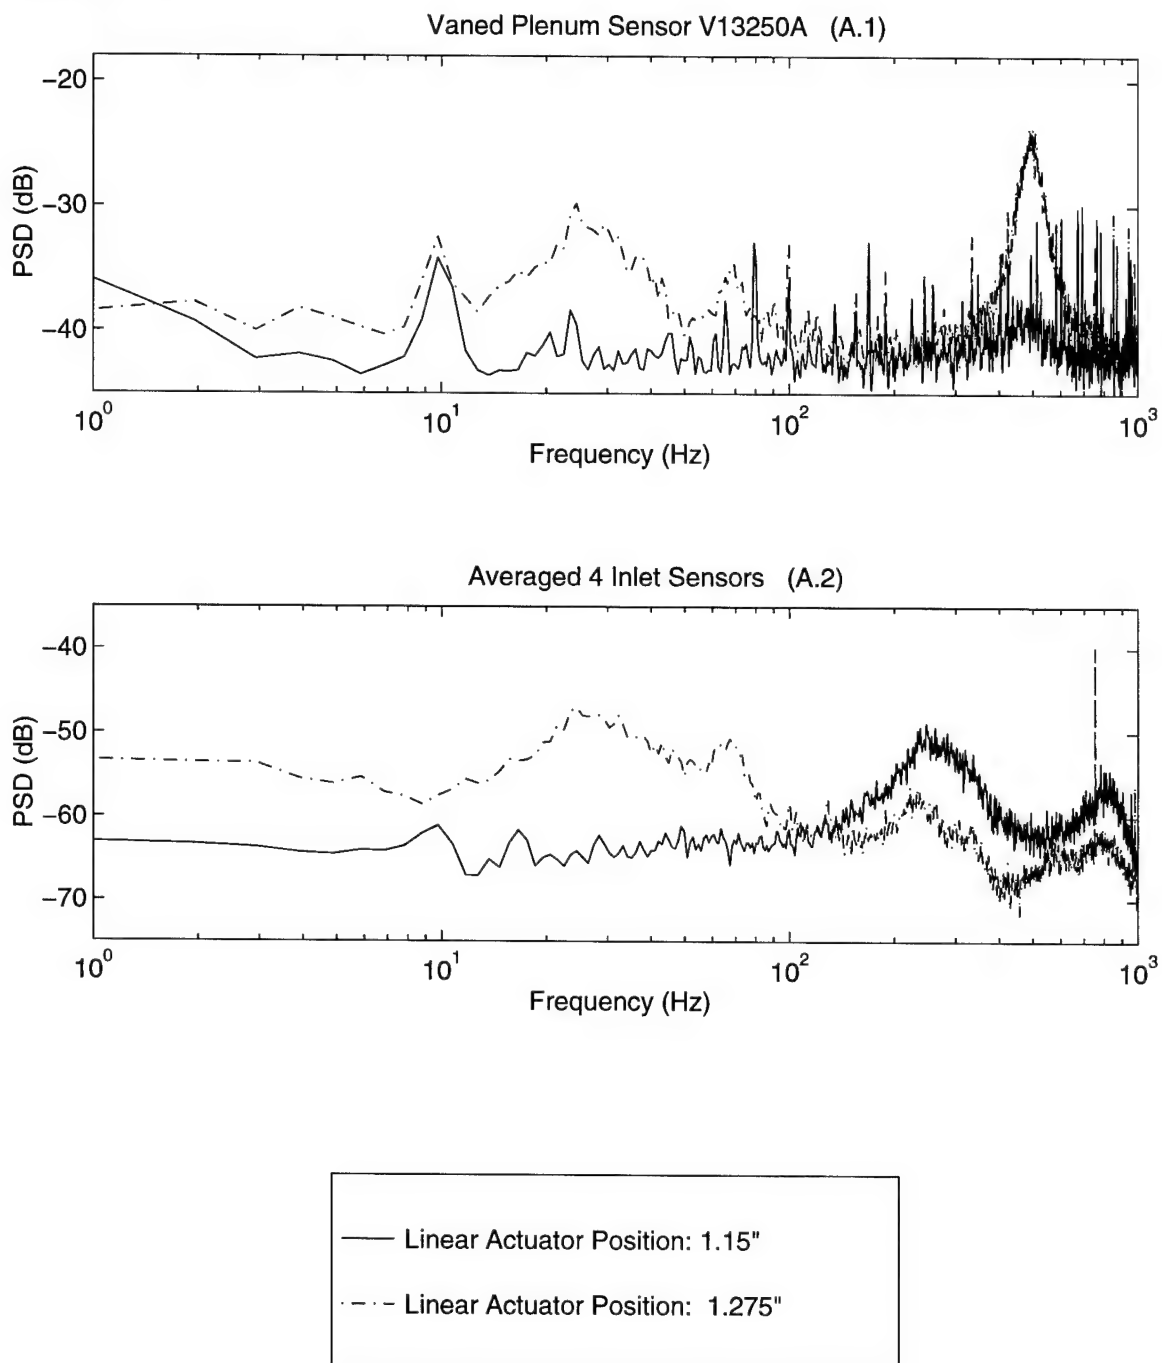 Vaned Plenum Sensor V13250A (A.1)
−20
−30
−40
PSD (dB)
10^0 10^1 10^2 10^3
Frequency (Hz)
Averaged 4 Inlet Sensors (A.2)
−40
−50
−60
−70
PSD (dB)
10^0 10^1 10^2 10^3
Frequency (Hz)
Linear Actuator Position: 1.15"
Linear Actuator Position: 1.275"